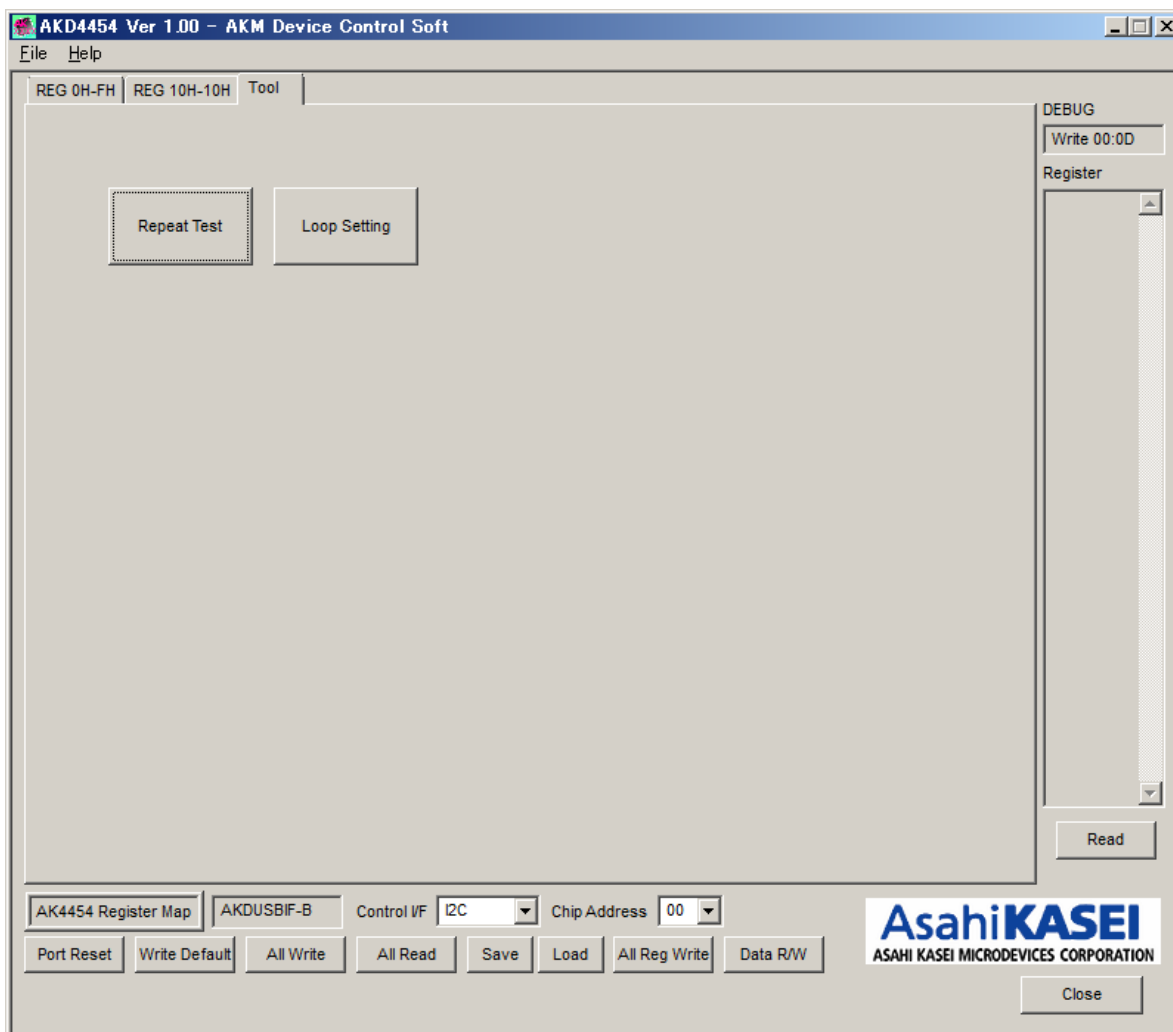 AKD4454 Ver 1.00 - AKM Device Control Soft
File Help
REG 0H-FH REG 10H-10H Tool
DEBUG
Write 00:0D
Register
Repeat Test Loop Setting
Read
AK4454 Register Map AKDUSBIF-B Control I/F I2C Chip Address 00
Port Reset Write Default All Write All Read Save Load All Reg Write Data R/W
AsahiKASEI
ASAHI KASEI MICRODEVICES CORPORATION
Close